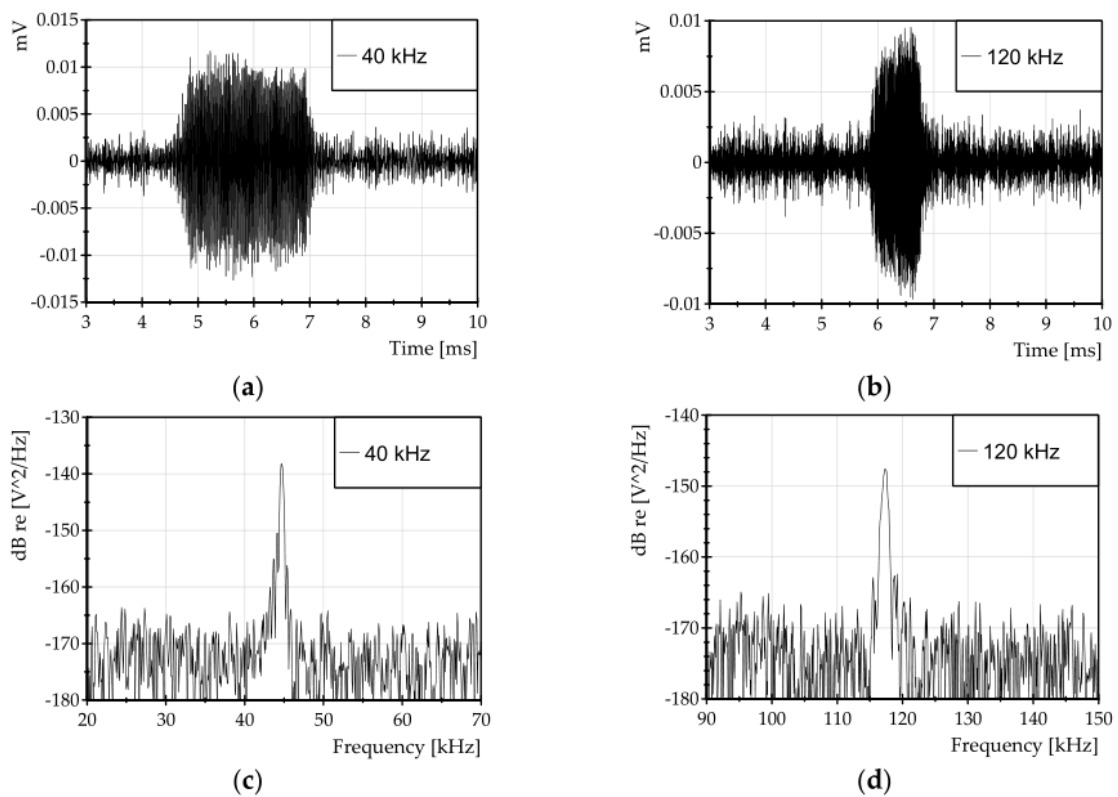 mV
0.015
0.01
0.005
0
-0.005
-0.01
-0.015
40 kHz
3 4 5 6 7 8 9 10
Time [ms]
(a)
mV
0.01
0.005
0
-0.005
-0.01
120 kHz
3 4 5 6 7 8 9 10
Time [ms]
(b)
dB re [V^2/Hz]
-130
-140
-150
-160
-170
-180
40 kHz
20 30 40 50 60 70
Frequency [kHz]
(c)
dB re [V^2/Hz]
-140
-150
-160
-170
-180
120 kHz
90 100 110 120 130 140 150
Frequency [kHz]
(d)